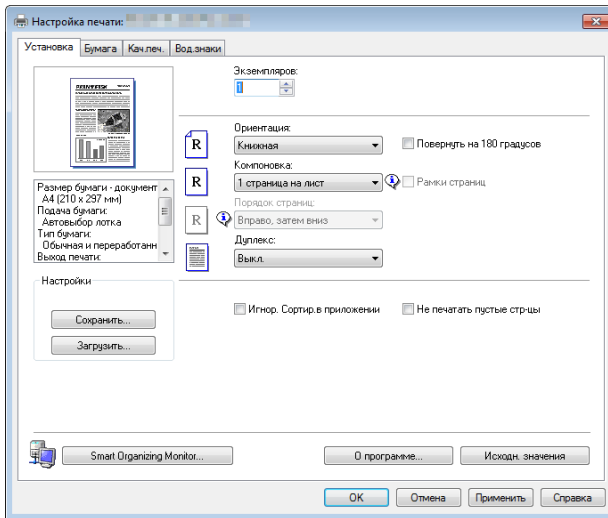 Настройка печати:
Установка
Бумага
Кач.печ.
Вод.знаки
Экземпляров:
1
Ориентация:
R
Книжная
Повернуть на 180 градусов
Компоновка:
R
1 страница на лист
Рамки страниц
Порядок страниц:
R
Вправо, затем вниз
Дуплекс:
Выкл.
Размер бумаги - документ
A4 (210 x 297 мм)
Подача бумаги:
Автовыбор лотка
Тип бумаги:
Обычная и переработанн
Выход печати:
Настройки
Сохранить...
Загрузить...
Игнор. Сортир.в приложении
Не печатать пустые стр-цы
Smart Organizing Monitor...
О программе...
Исходн. значения
OK
Отмена
Применить
Справка